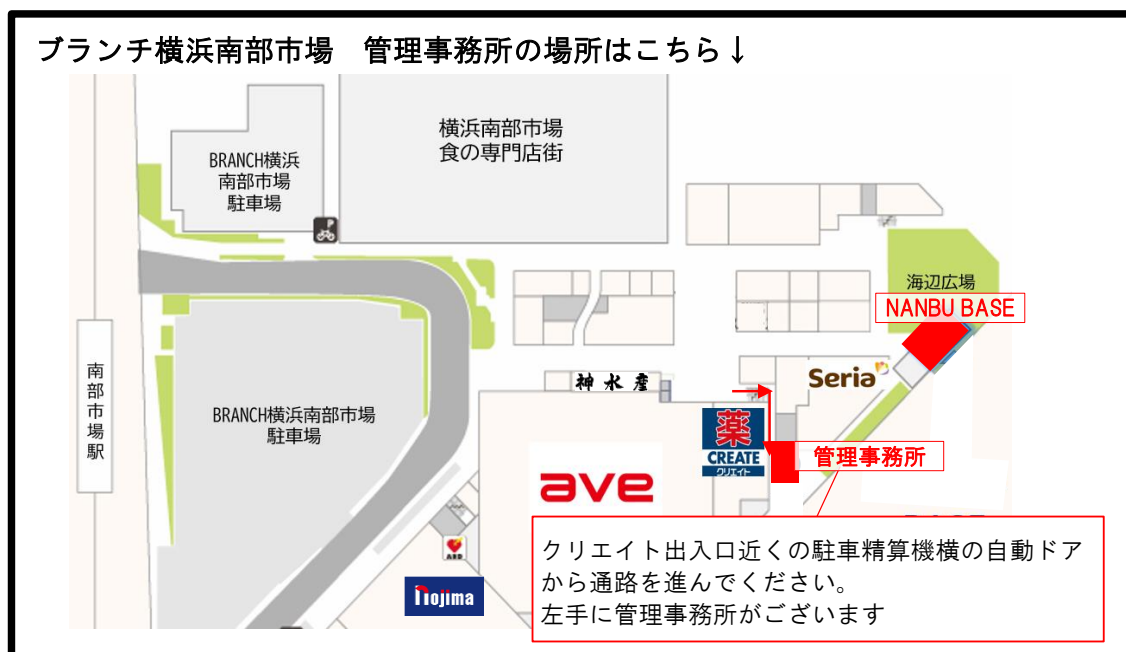 ブランチ横浜南部市場　管理事務所の場所はこちら↓
横浜南部市場
食の専門店街
BRANCH横浜
南部市場
駐車場
P
海辺広場
NANBU BASE
南部市場駅
神水産
Seria
BRANCH横浜南部市場
駐車場
薬
CREATE
クリエイト
管理事務所
ave
AED
nojima
クリエイト出入口近くの駐車精算機横の自動ドア
から通路を進んでください。
左手に管理事務所がございます